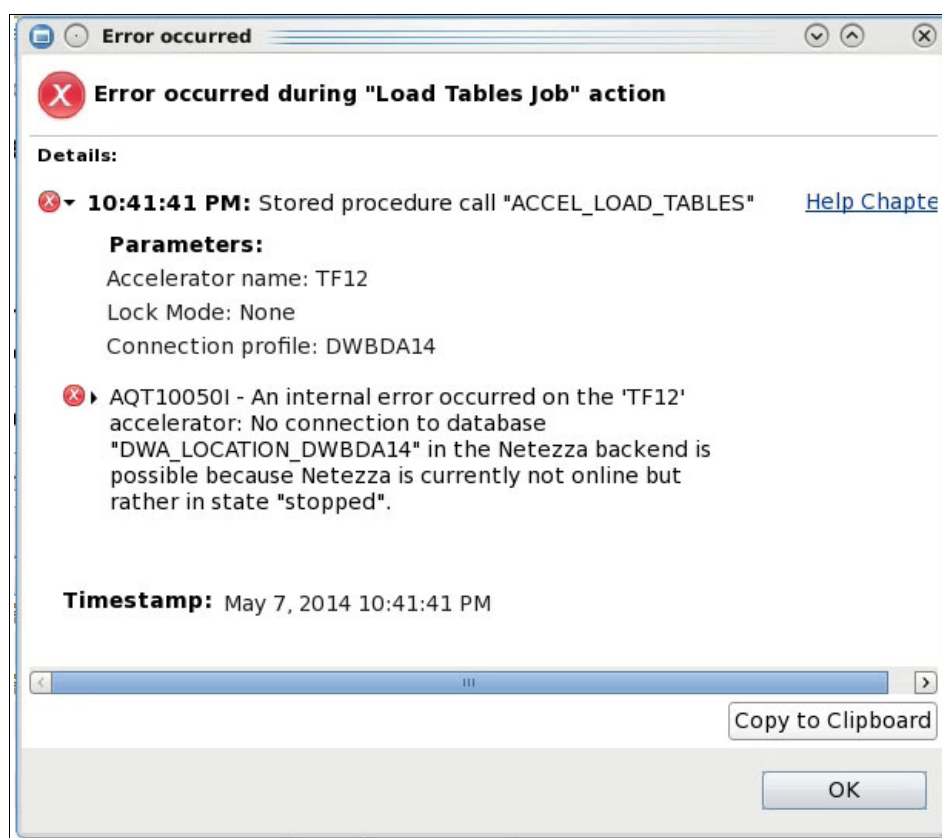 Error occurred
Error occurred during "Load Tables Job" action
Details:
10:41:41 PM: Stored procedure call "ACCEL_LOAD_TABLES" Help Chapte
Parameters:
Accelerator name: TF12
Lock Mode: None
Connection profile: DWBDA14
AQT10050I - An internal error occurred on the 'TF12'
accelerator: No connection to database
"DWA_LOCATION_DWBDA14" in the Netezza backend is
possible because Netezza is currently not online but
rather in state "stopped".
Timestamp: May 7, 2014 10:41:41 PM
Copy to Clipboard
OK